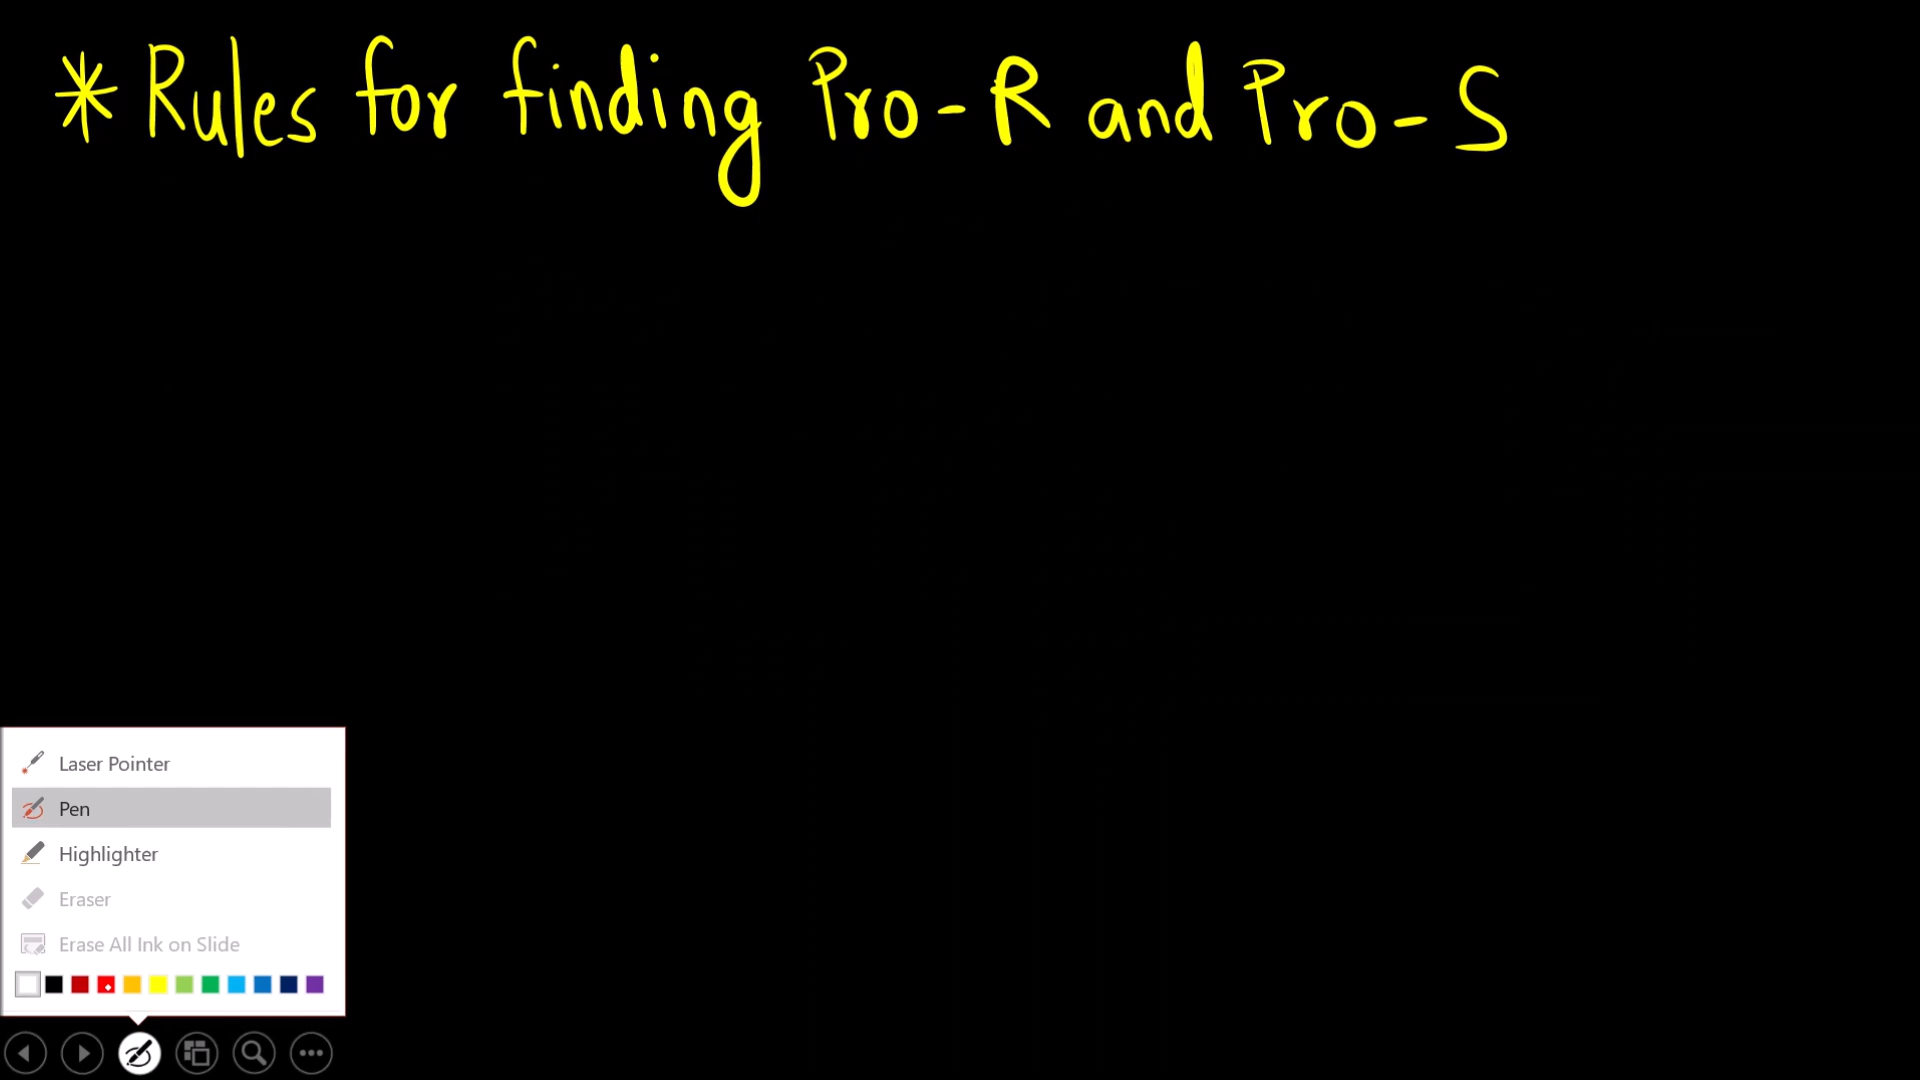 * Rules for finding Pro-R and Pro-S
Laser Pointer
Pen
Highlighter
Eraser
Erase All Ink on Slide